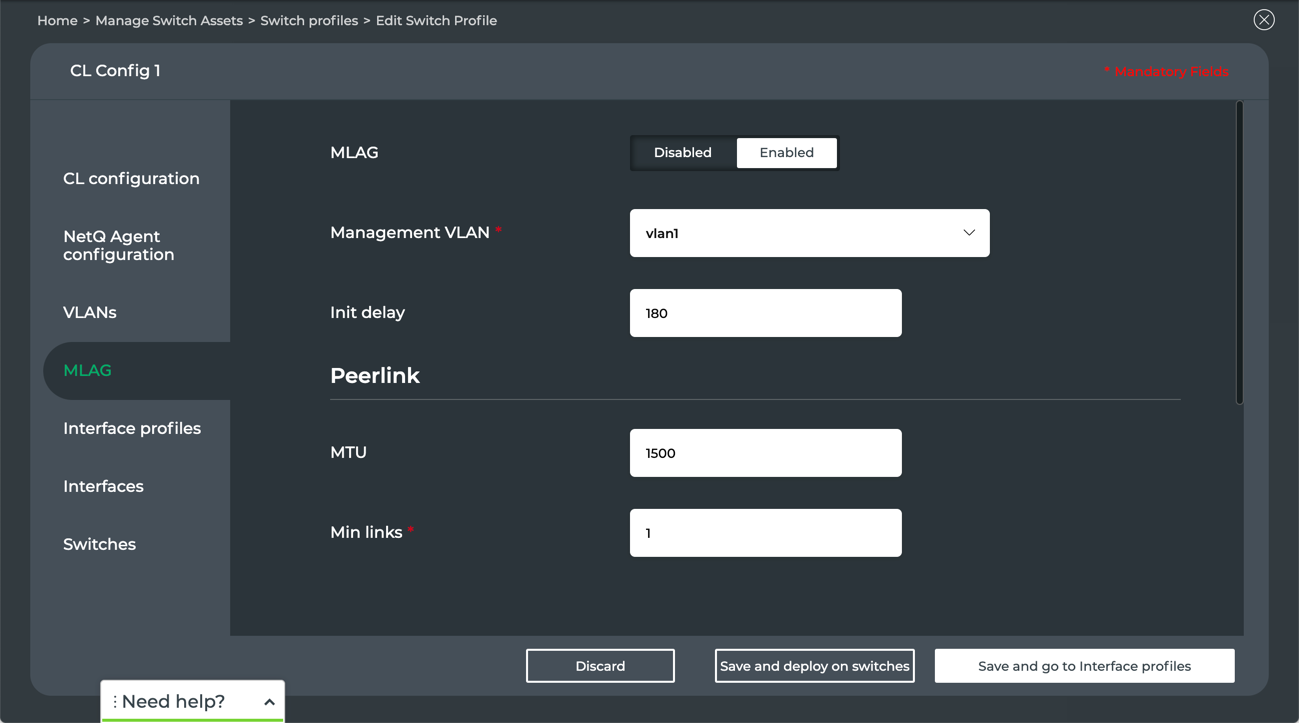 Home > Manage Switch Assets > Switch profiles > Edit Switch Profile
CL Config 1
* Mandatory Fields
CL configuration
NetQ Agent
configuration
VLANs
MLAG
Interface profiles
Interfaces
Switches
MLAG
Disabled
Enabled
Management VLAN *
vlan1
Init delay
180
Peerlink
MTU
1500
Min links *
1
Discard
Save and deploy on switches
Save and go to Interface profiles
Need help?